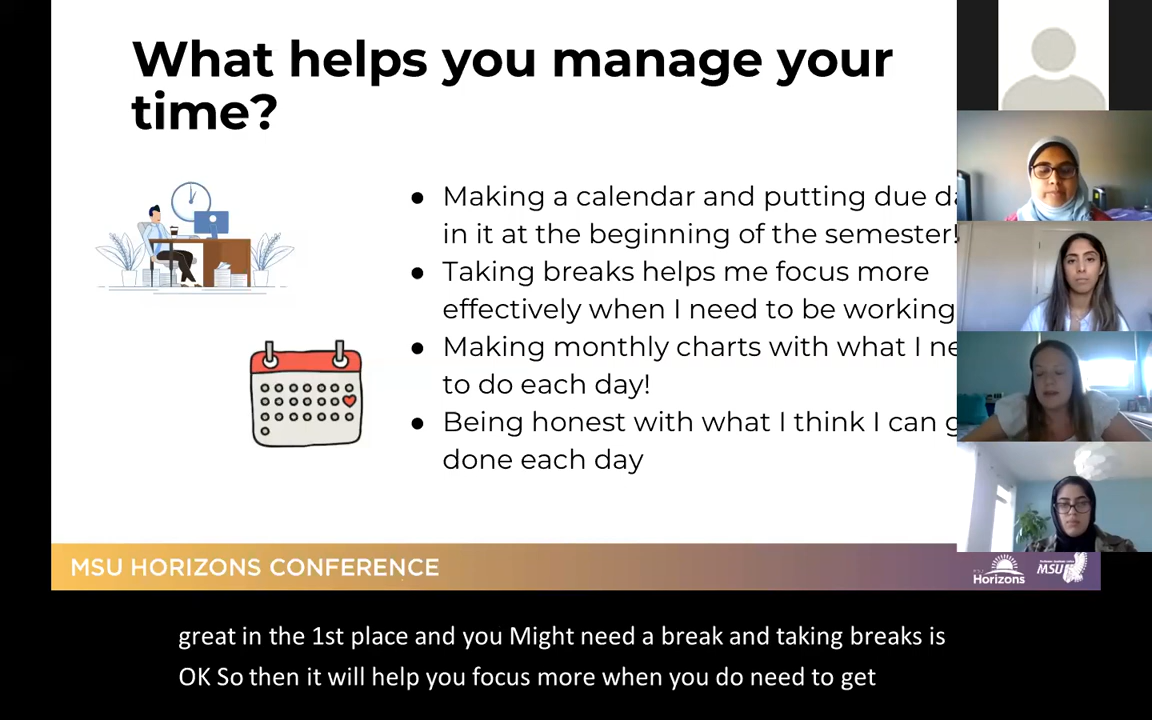 What helps you manage your
time?
● Making a calendar and putting due
in it at the beginning of the semester!
● Taking breaks helps me focus more
effectively when I need to be working
● Making monthly charts with what I
to do each day!
● Being honest with what I think I can
done each day
MSU HORIZONS CONFERENCE
Horizons
MSU
great in the 1st place and you Might need a break and taking breaks is
OK So then it will help you focus more when you do need to get